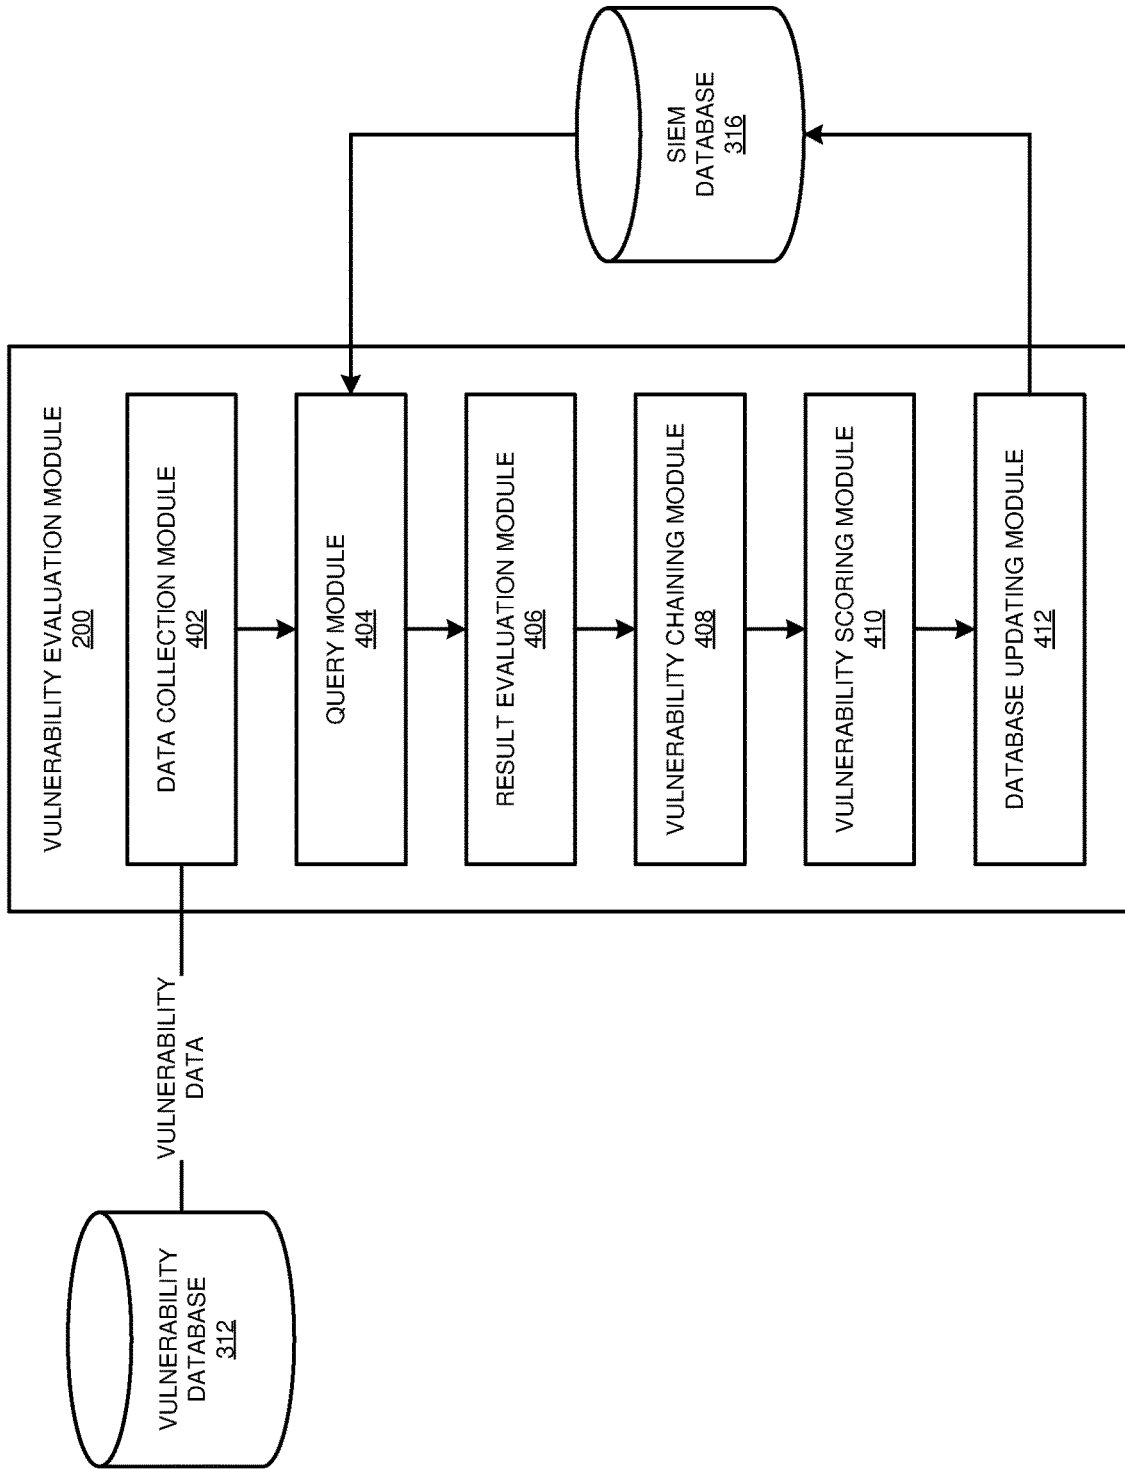 VULNERABILITY EVALUATION MODULE
200
DATA COLLECTION MODULE
402
QUERY MODULE
404
RESULT EVALUATION MODULE
406
VULNERABILITY CHAINING MODULE
408
VULNERABILITY SCORING MODULE
410
DATABASE UPDATING MODULE
412
VULNERABILITY
DATA
VULNERABILITY
DATABASE
312
SIEM
DATABASE
316